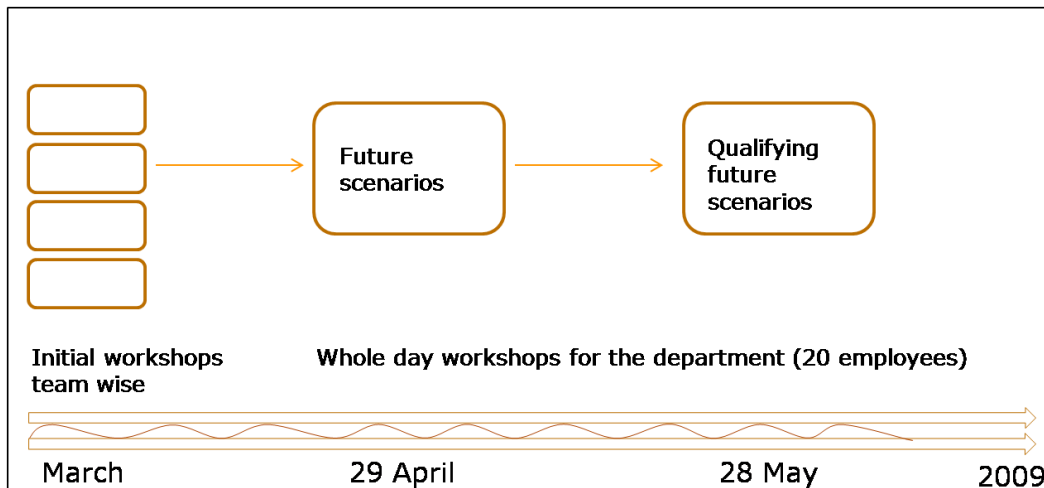 Future
scenarios
Qualifying
future
scenarios
Initial workshops
team wise
Whole day workshops for the department (20 employees)
March
29 April
28 May
2009